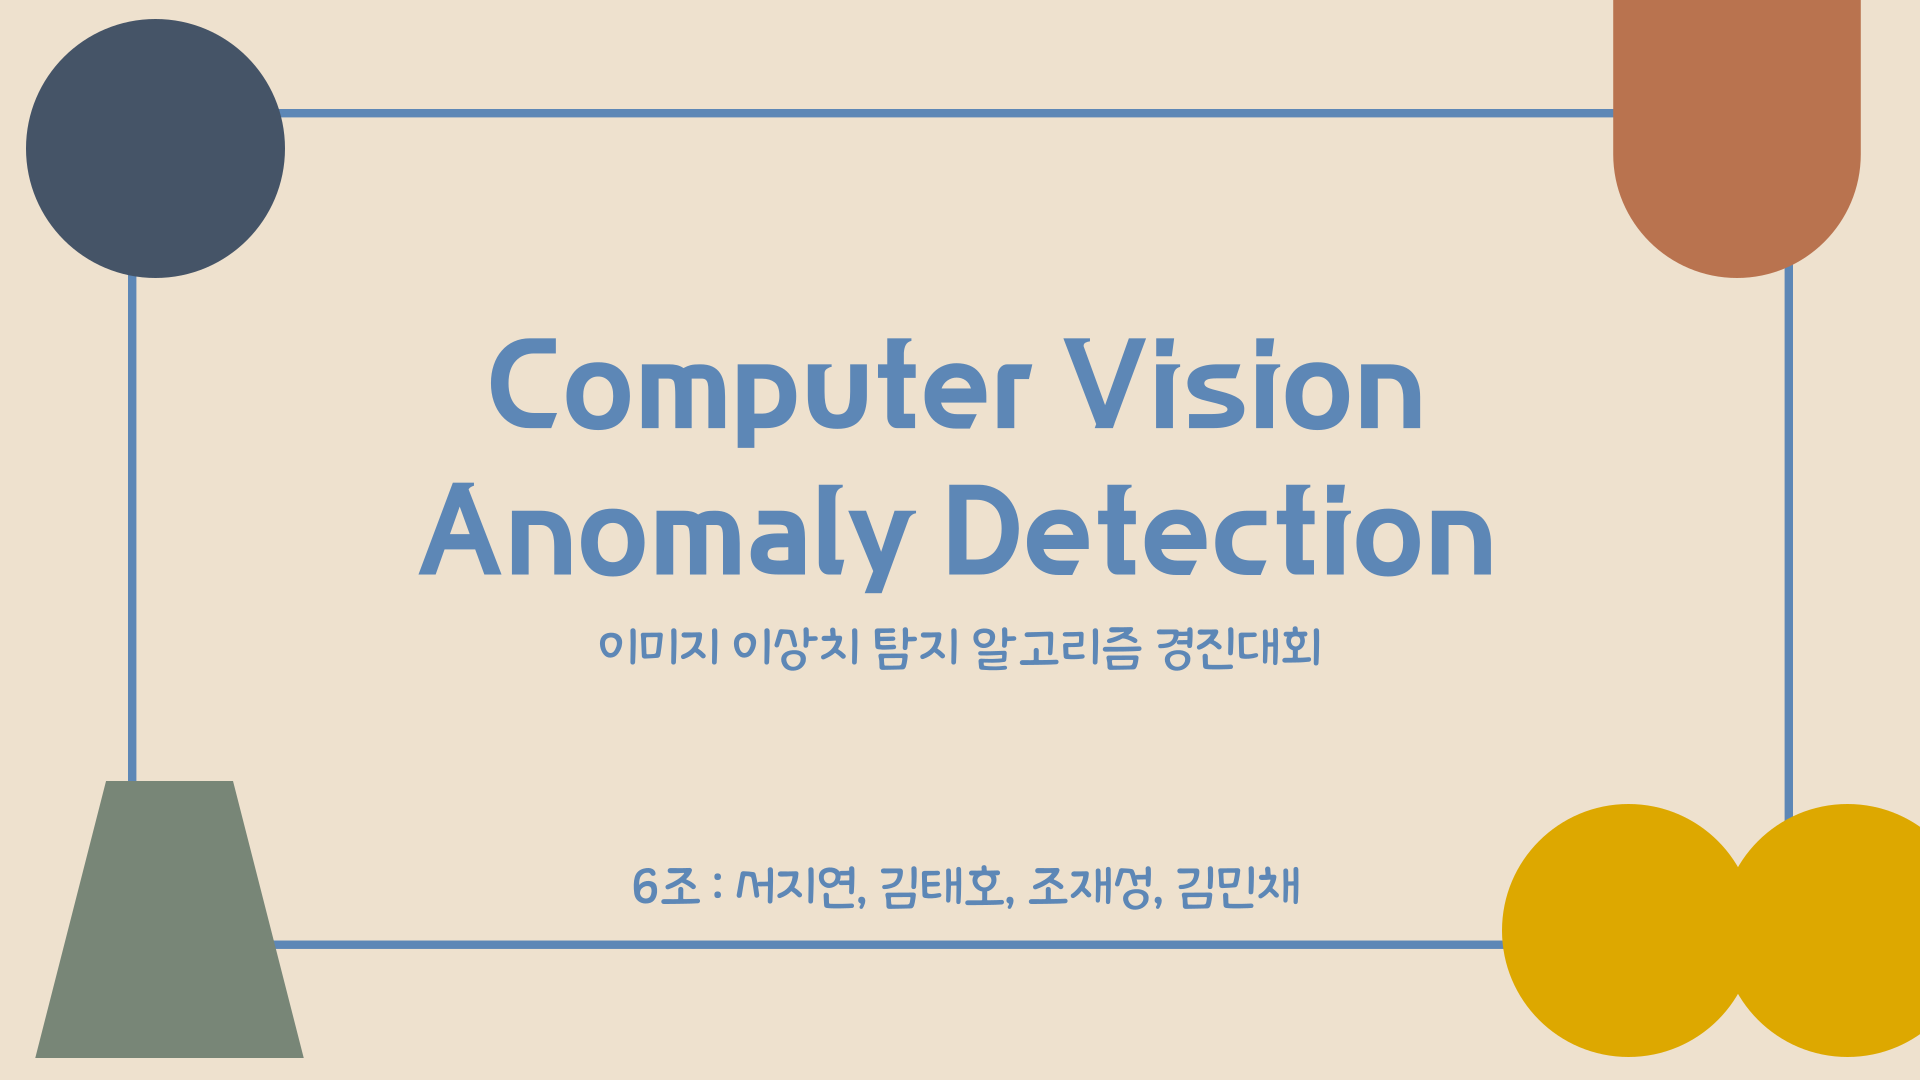 Computer Vision
Anomaly Detection
이미지 이상치 탐지 알고리즘 경진대회
6조 : 서지연, 김태호, 조재성, 김민채